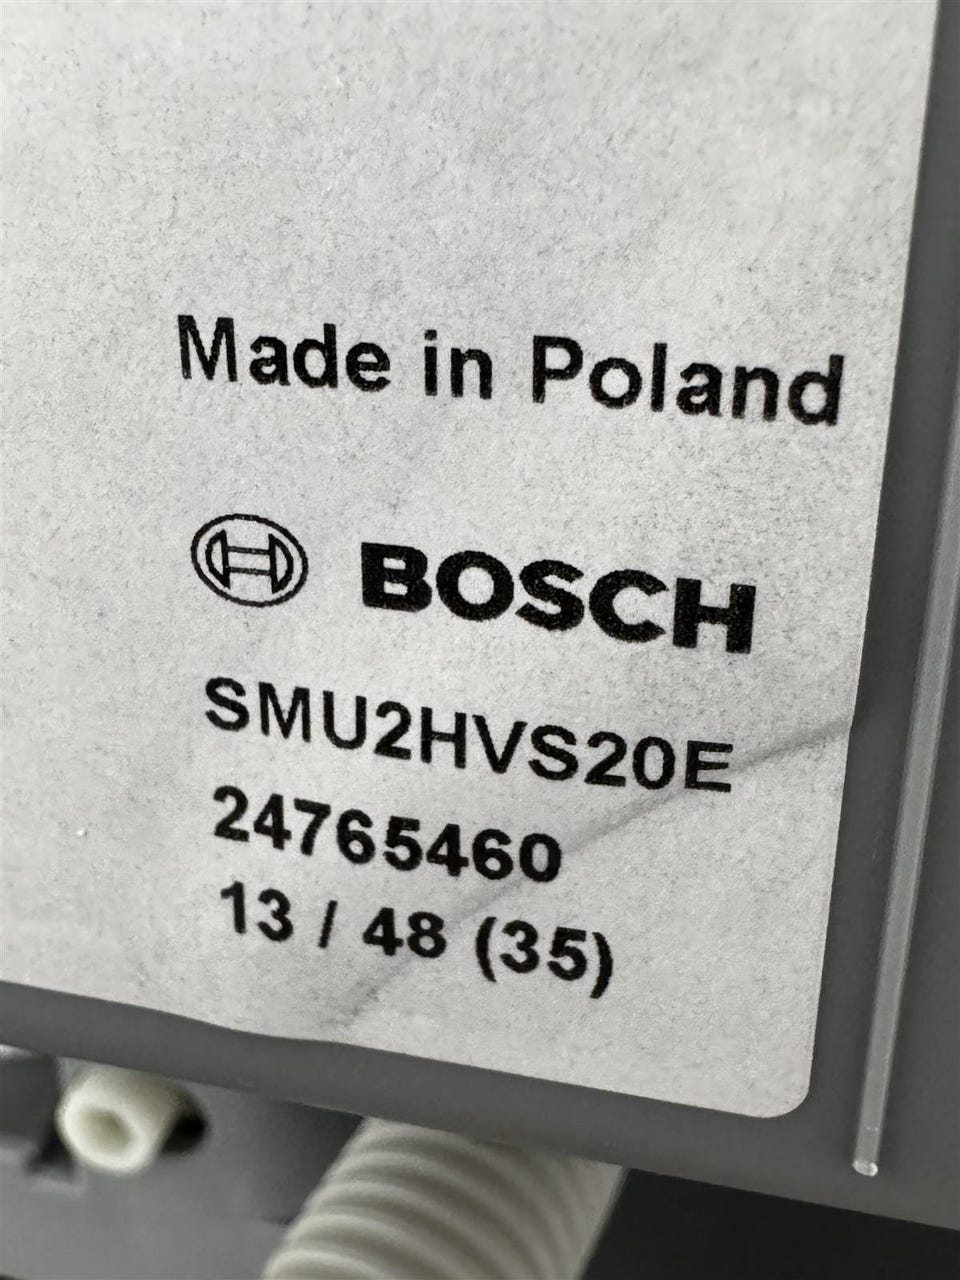 Made in Poland
BOSCH
SMU2HVS20E
24765460
13 / 48 (35)